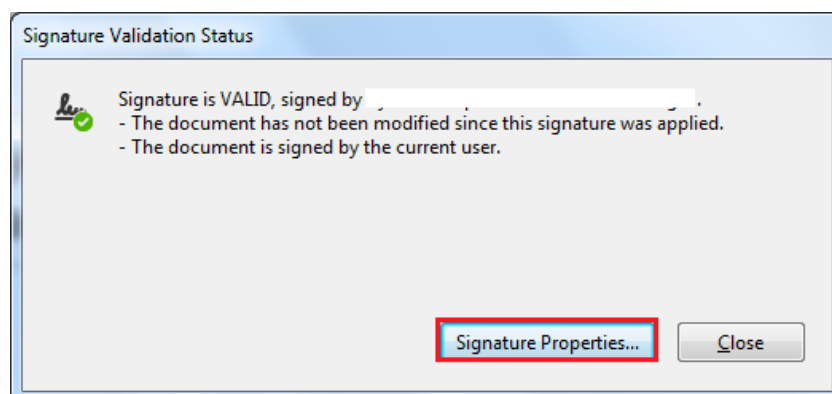 Signature Validation Status
Signature is VALID, signed by .
- The document has not been modified since this signature was applied.
- The document is signed by the current user.
Signature Properties... Close